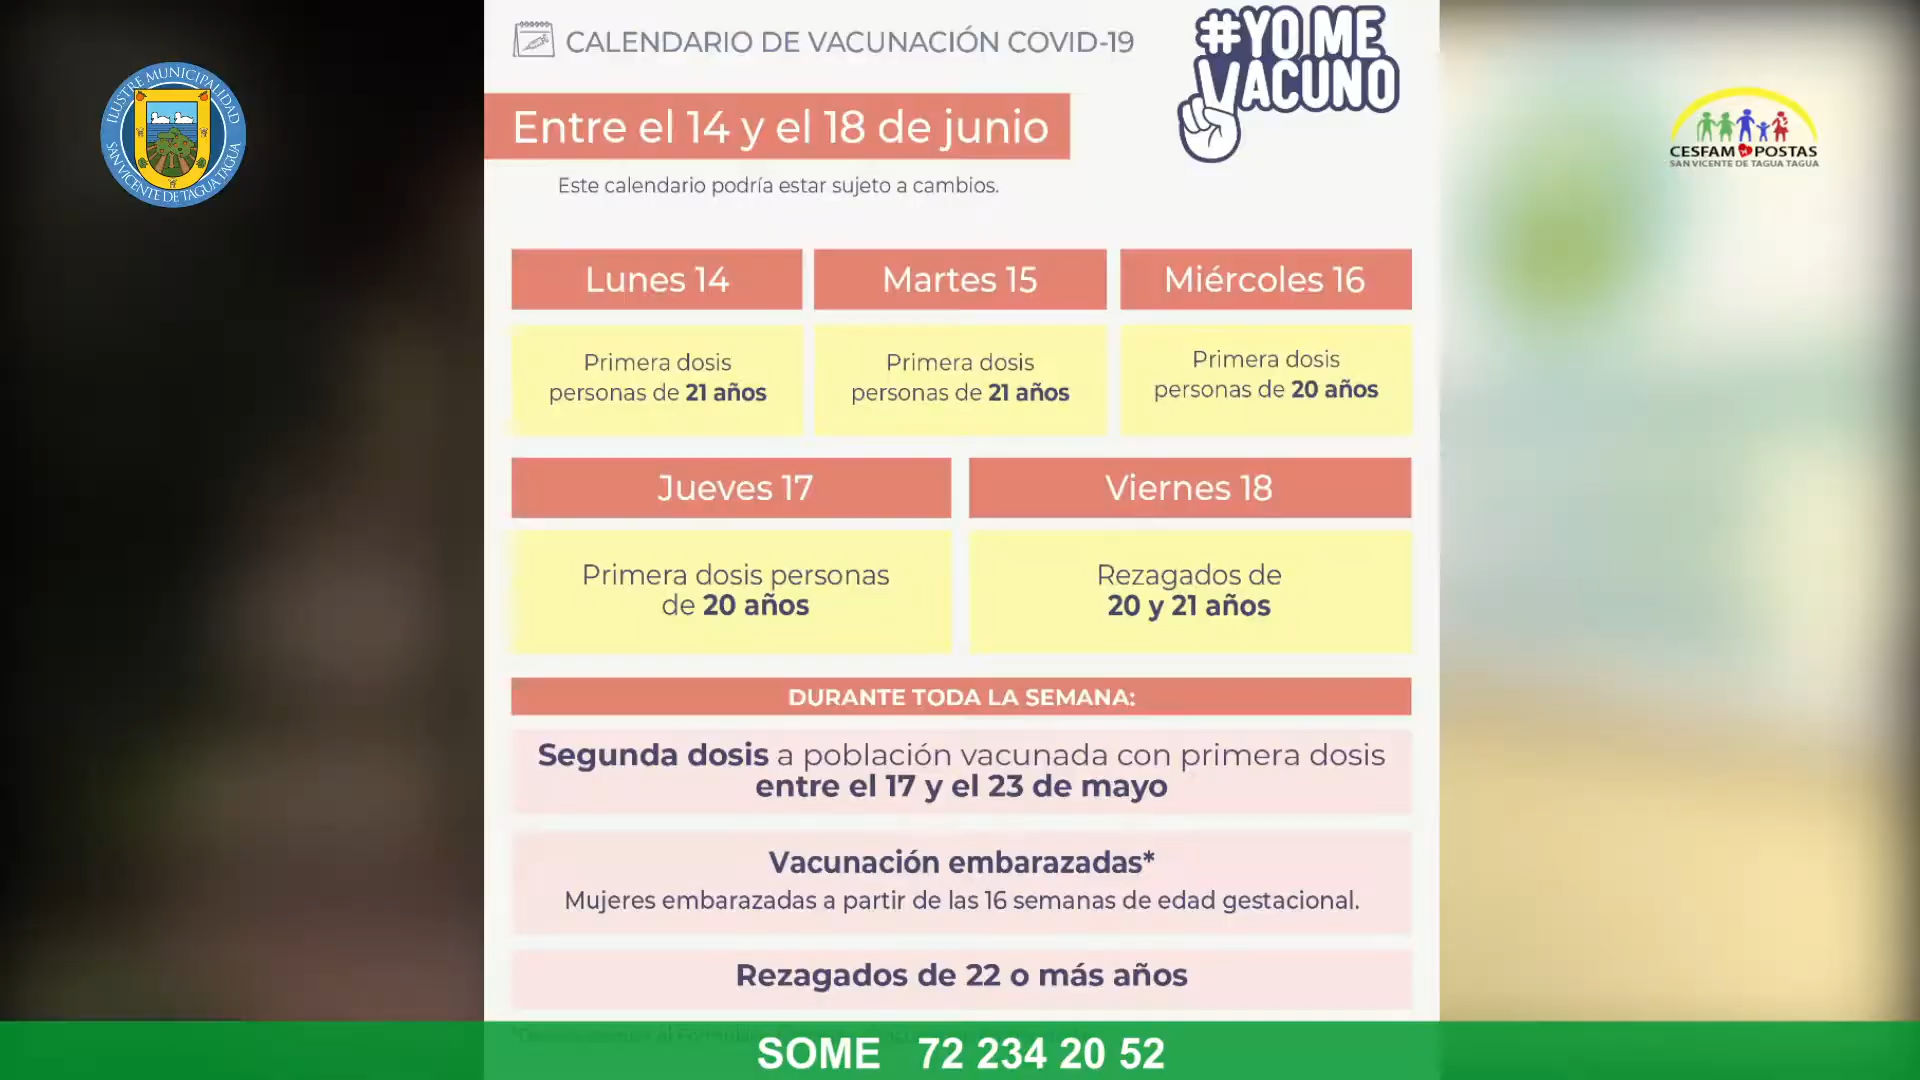 CALENDARIO DE VACUNACIÓN COVID-19
#YO ME
VACUNO
Entre el 14 y el 18 de junio
Este calendario podría estar sujeto a cambios.
ILUSTRE MUNICIPALIDAD
SAN VICENTE DE TAGUA TAGUA
CESFAM POSTAS
SAN VICENTE DE TAGUA TAGUA
Lunes 14
Primera dosis
personas de 21 años
Martes 15
Primera dosis
personas de 21 años
Miércoles 16
Primera dosis
personas de 20 años
Jueves 17
Primera dosis personas
de 20 años
Viernes 18
Rezagados de
20 y 21 años
DURANTE TODA LA SEMANA:
Segunda dosis a población vacunada con primera dosis
entre el 17 y el 23 de mayo
Vacunación embarazadas*
Mujeres embarazadas a partir de las 16 semanas de edad gestacional.
Rezagados de 22 o más años
SOME 72 234 20 52